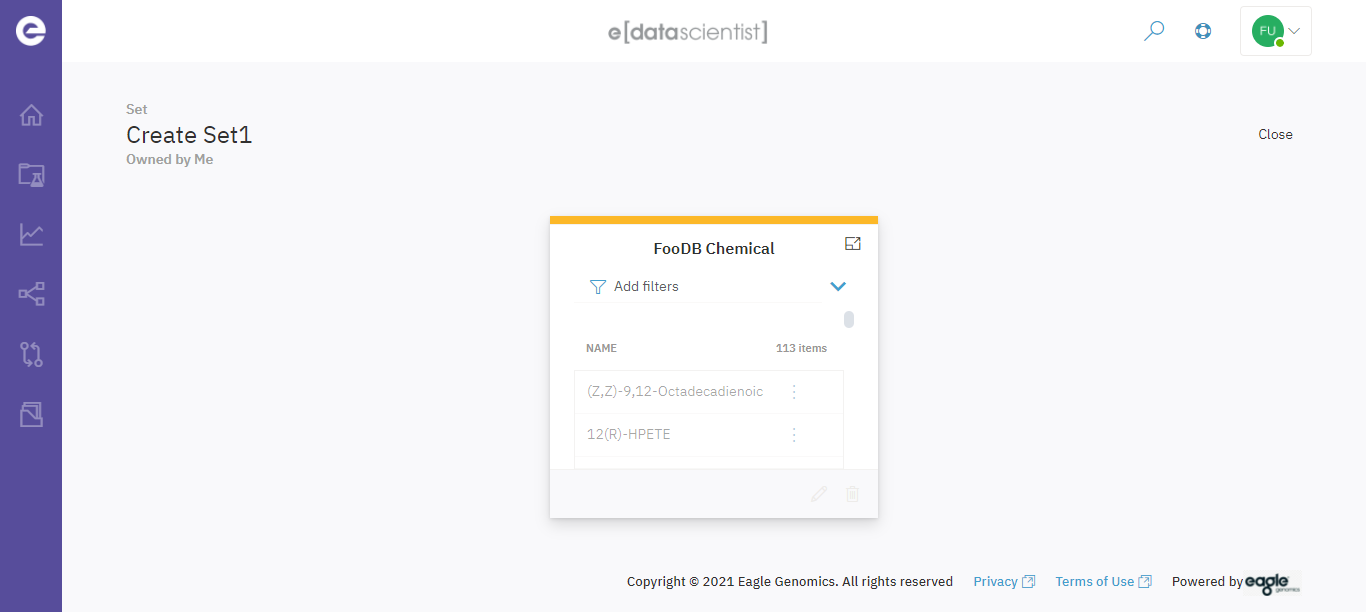 e[datascientist]
FU
Set
Create Set1
Owned by Me
Close
FooDB Chemical
Add filters
NAME 113 items
(Z,Z)-9,12-Octadecadienoic
12(R)-HPETE
Copyright © 2021 Eagle Genomics. All rights reserved Privacy Terms of Use Powered by eagle genomics